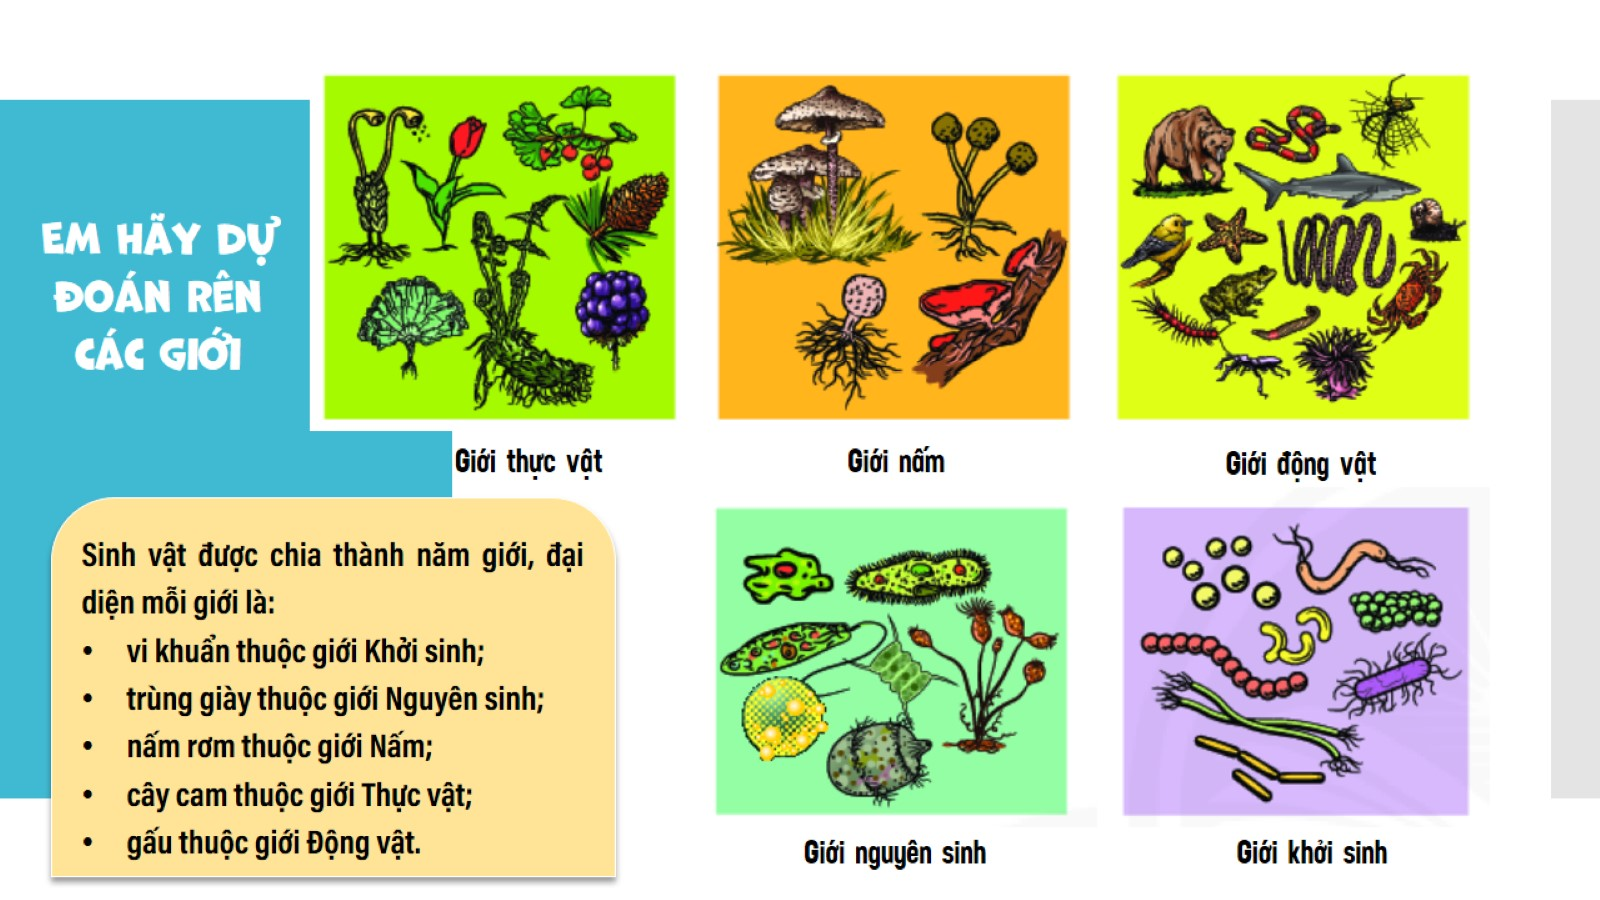 EM HÃY DỰ
ĐOÁN RÊN
CÁC GIỚI
Giới thực vật
Giới nấm
Giới động vật
Sinh vật được chia thành năm giới, đại
diện mỗi giới là:
• vi khuẩn thuộc giới Khởi sinh;
• trùng giày thuộc giới Nguyên sinh;
• nấm rơm thuộc giới Nấm;
• cây cam thuộc giới Thực vật;
• gấu thuộc giới Động vật.
Giới nguyên sinh
Giới khởi sinh